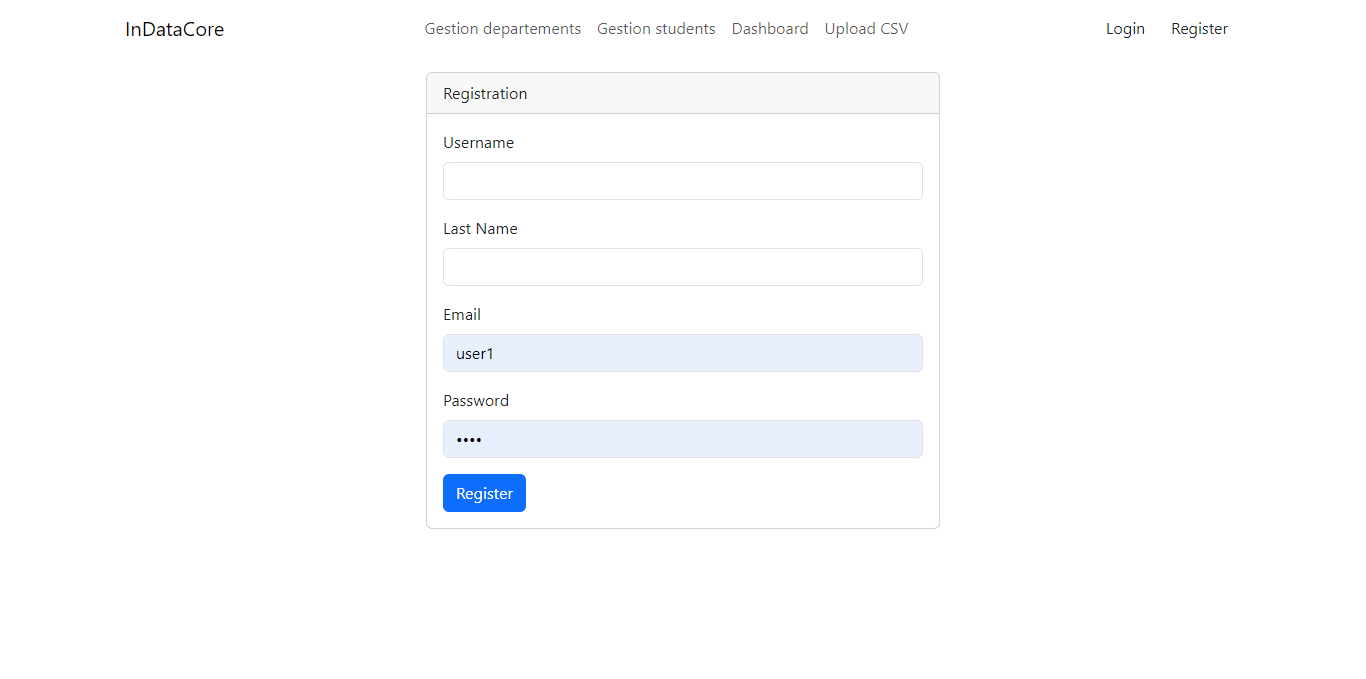 InDataCore Gestion departements Gestion students Dashboard Upload CSV Login Register
Registration
Username
Last Name
Email
user1
Password
••••
Register